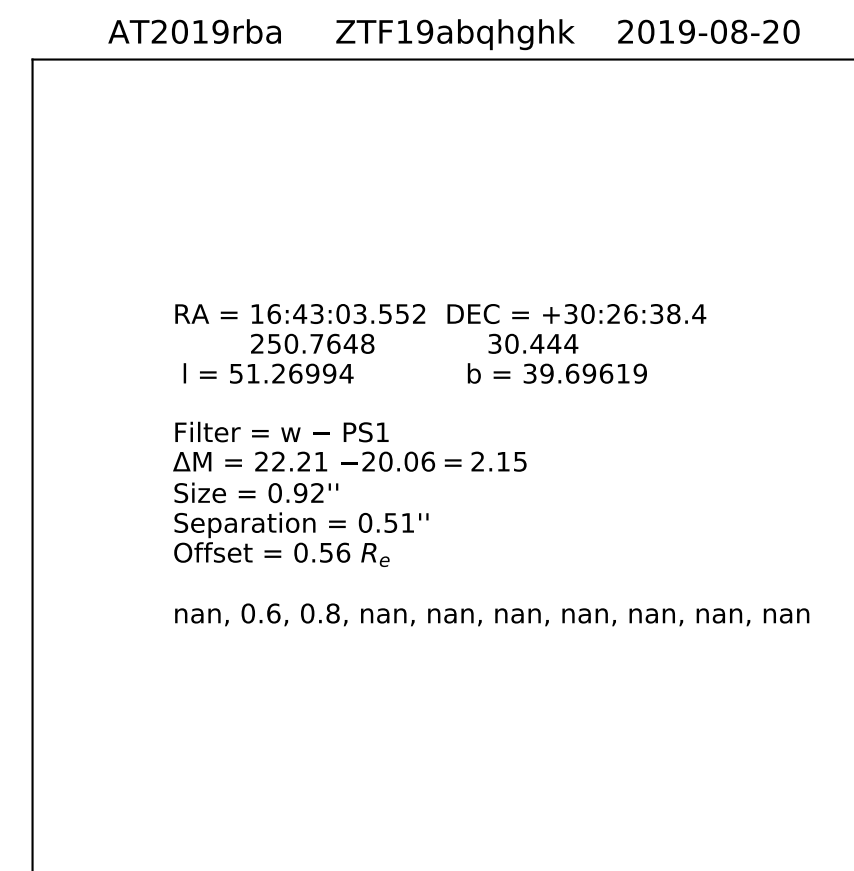 AT2019rba ZTF19abqhghk 2019-08-20
RA = 16:43:03.552 DEC = +30:26:38.4
250.7648 30.444
l = 51.26994 b = 39.69619
Filter = w − PS1
ΔM = 22.21 −20.06 = 2.15
Size = 0.92''
Separation = 0.51''
Offset = 0.56 Rₑ
nan, 0.6, 0.8, nan, nan, nan, nan, nan, nan, nan